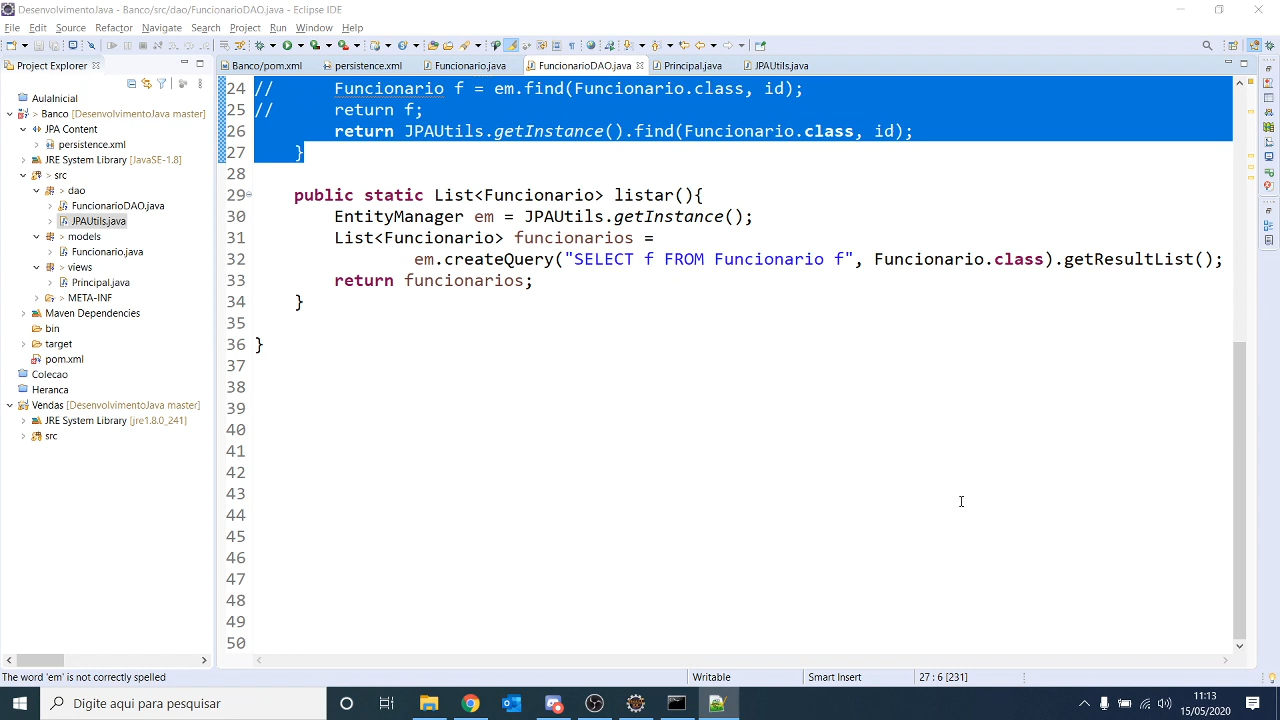 DesenvolvimentoJava - Banco/src/dao/FuncionarioDAO.java - Eclipse IDE
File Edit Source Refactor Navigate Search Project Run Window Help
Project Explorer
Banco/pom.xml persistence.xml Funcionario.java FuncionarioDAO.java Principal.java JPAUtils.java
AulaInicial
> Banco [DesenvolvimentoJava master]
JPA Content
> persistence.xml
JRE System Library [JavaSE-1.8]
> src
> dao
> FuncionarioDAO.java
> JPAUtils.java
> models
> Funcionario.java
> views
> Principal.java
> META-INF
Maven Dependencies
bin
> target
pom.xml
Colecao
Heranca
Vendas [DesenvolvimentoJava master]
JRE System Library [jre1.8.0_241]
src
24 // Funcionario f = em.find(Funcionario.class, id);
25 // return f;
26 return JPAUtils.getInstance().find(Funcionario.class, id);
27 }
28
29 public static List<Funcionario> listar(){
30 EntityManager em = JPAUtils.getInstance();
31 List<Funcionario> funcionarios =
32 em.createQuery("SELECT f FROM Funcionario f", Funcionario.class).getResultList();
33 return funcionarios;
34 }
35
36 }
37
38
39
40
41
42
43
44
45
46
47
48
49
50
The word 'em' is not correctly spelled Writable Smart Insert 27 : 6 [231]
Digite aqui para pesquisar
11:13
15/05/2020